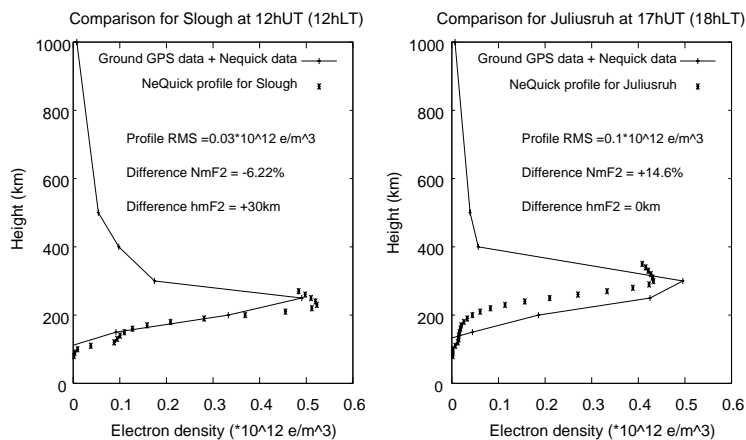 Comparison for Slough at 12hUT (12hLT)
1000
800
600
400
200
0
Height (km)
Ground GPS data + Nequick data
NeQuick profile for Slough
Profile RMS =0.03*10^12 e/m^3
Difference NmF2 = -6.22%
Difference hmF2 = +30km
0 0.1 0.2 0.3 0.4 0.5 0.6
Electron density (*10^12 e/m^3)
Comparison for Juliusruh at 17hUT (18hLT)
1000
800
600
400
200
0
Height (km)
Ground GPS data + Nequick data
NeQuick profile for Juliusruh
Profile RMS =0.1*10^12 e/m^3
Difference NmF2 = +14.6%
Difference hmF2 = 0km
0 0.1 0.2 0.3 0.4 0.5 0.6
Electron density (*10^12 e/m^3)